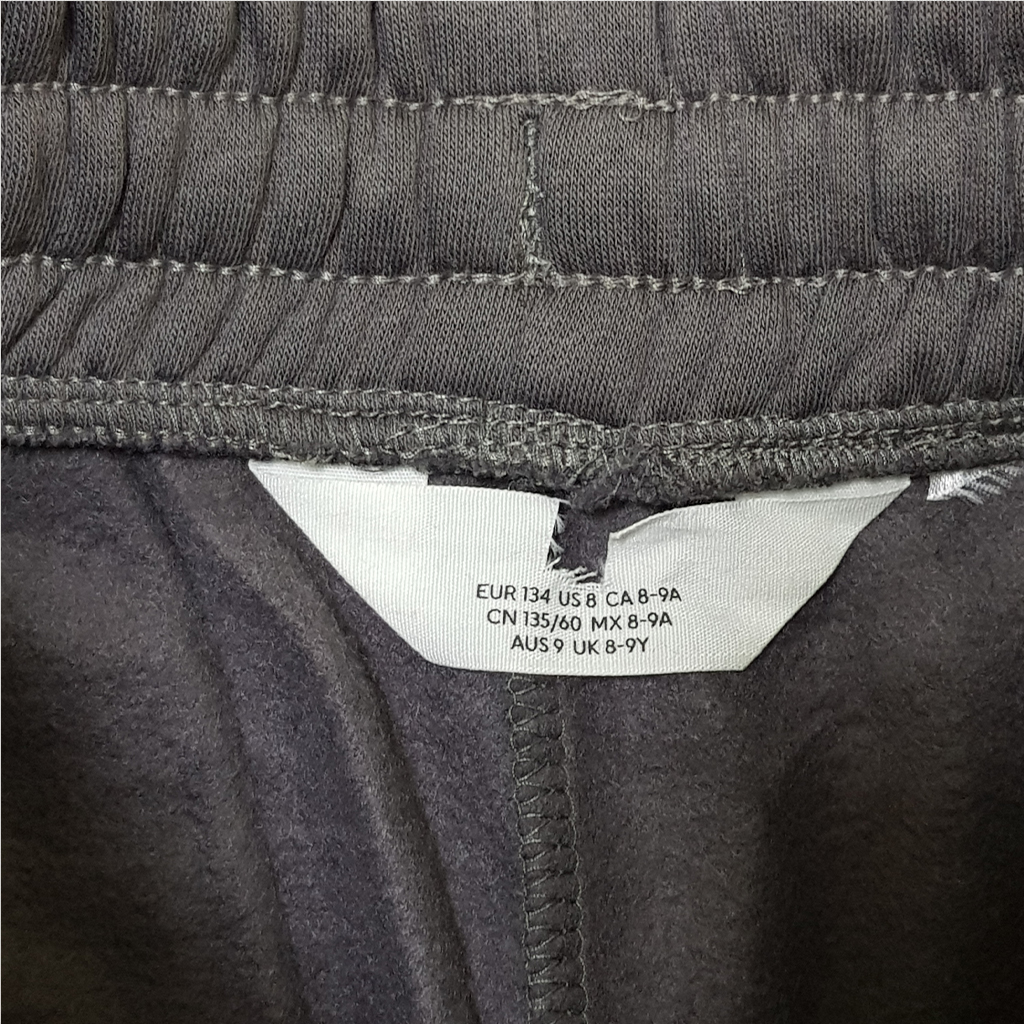 EUR 134 US 8 CA 8-9A
CN 135/60 MX 8-9A
AUS 9 UK 8-9Y